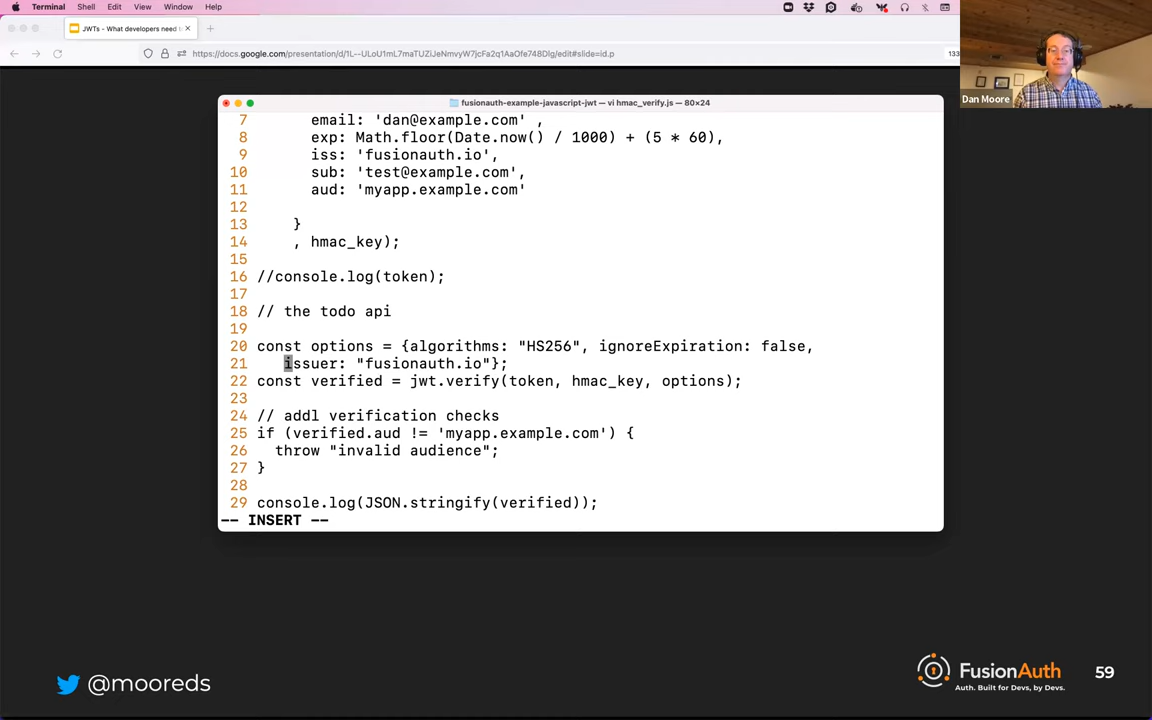 Terminal Shell Edit View Window Help
JWTs - What developers need t
https://docs.google.com/presentation/d/1L--ULoU1mL7maTUZiJeNmvyW7jcFa2q1AaOfe748DIg/edit#slide=id.p
133
Dan Moore
fusionauth-example-javascript-jwt — vi hmac_verify.js — 80×24
7 email: 'dan@example.com' ,
8 exp: Math.floor(Date.now() / 1000) + (5 * 60),
9 iss: 'fusionauth.io',
10 sub: 'test@example.com',
11 aud: 'myapp.example.com'
12
13 }
14 , hmac_key);
15
16 //console.log(token);
17
18 // the todo api
19
20 const options = {algorithms: "HS256", ignoreExpiration: false,
21 issuer: "fusionauth.io"};
22 const verified = jwt.verify(token, hmac_key, options);
23
24 // addl verification checks
25 if (verified.aud != 'myapp.example.com') {
26 throw "invalid audience";
27 }
28
29 console.log(JSON.stringify(verified));
-- INSERT --
@mooreds
FusionAuth
Auth. Built for Devs, by Devs.
59